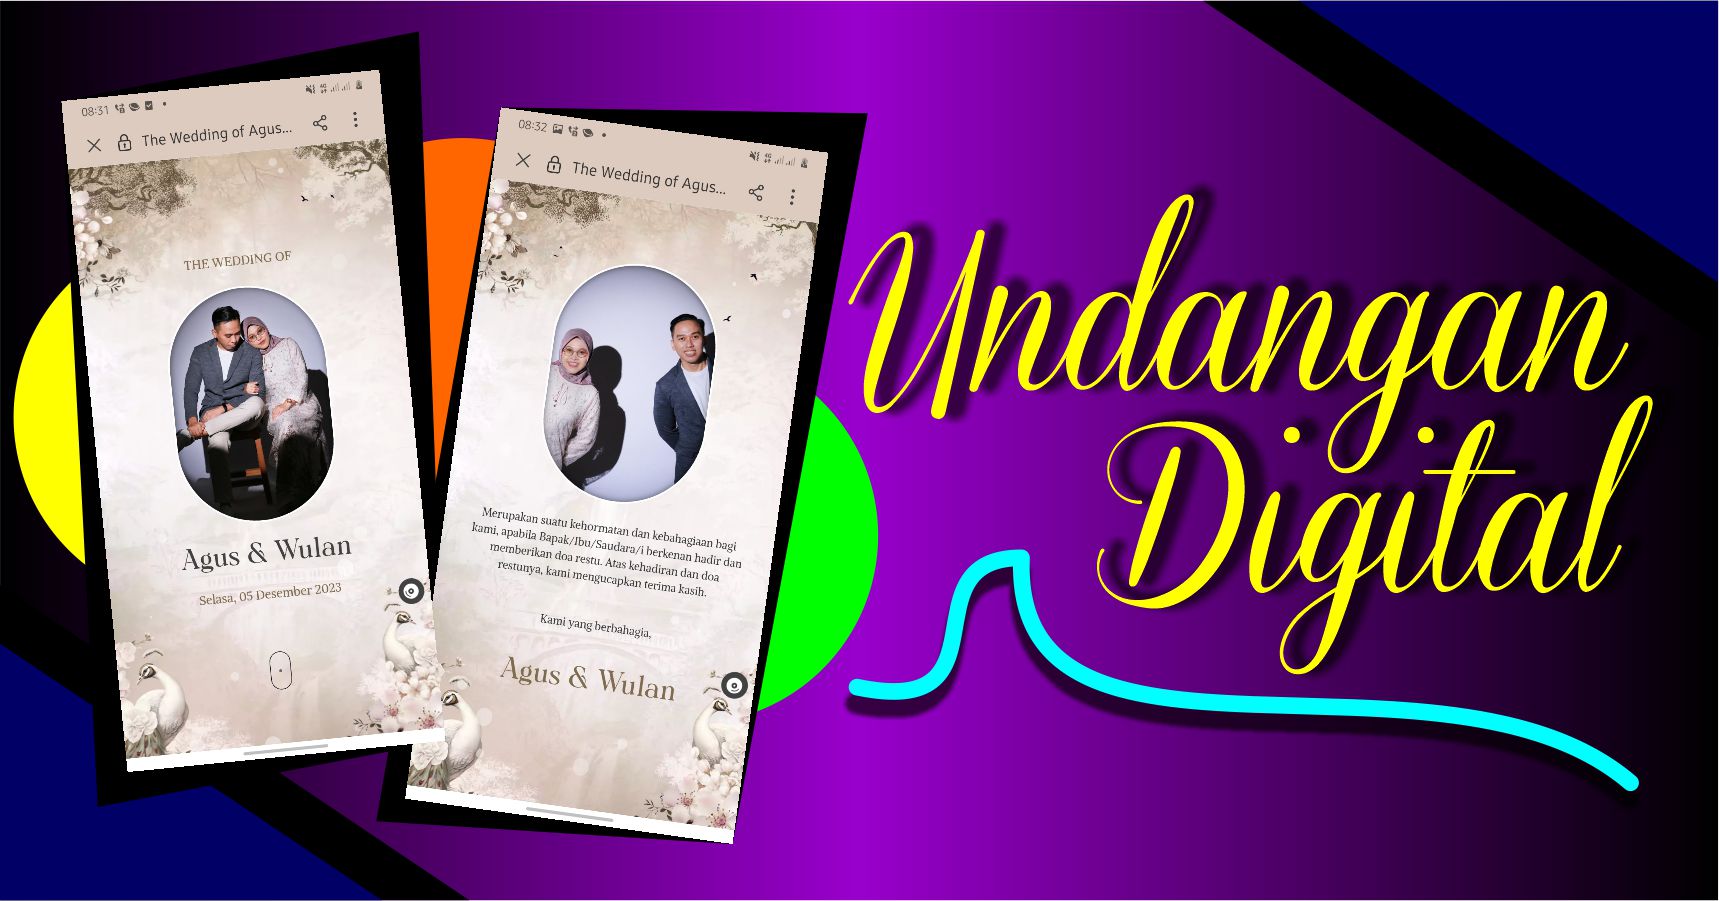 08:31
The Wedding of Agus...
THE WEDDING OF
Agus & Wulan
Selasa, 05 Desember 2023
08:32
The Wedding of Agus...
Merupakan suatu kehormatan dan kebahagiaan bagi
kami, apabila Bapak/Ibu/Saudara/i berkenan hadir dan
memberikan doa restu. Atas kehadiran dan doa
restunya, kami mengucapkan terima kasih.
Kami yang berbahagia,
Agus & Wulan
Undangan
Digital